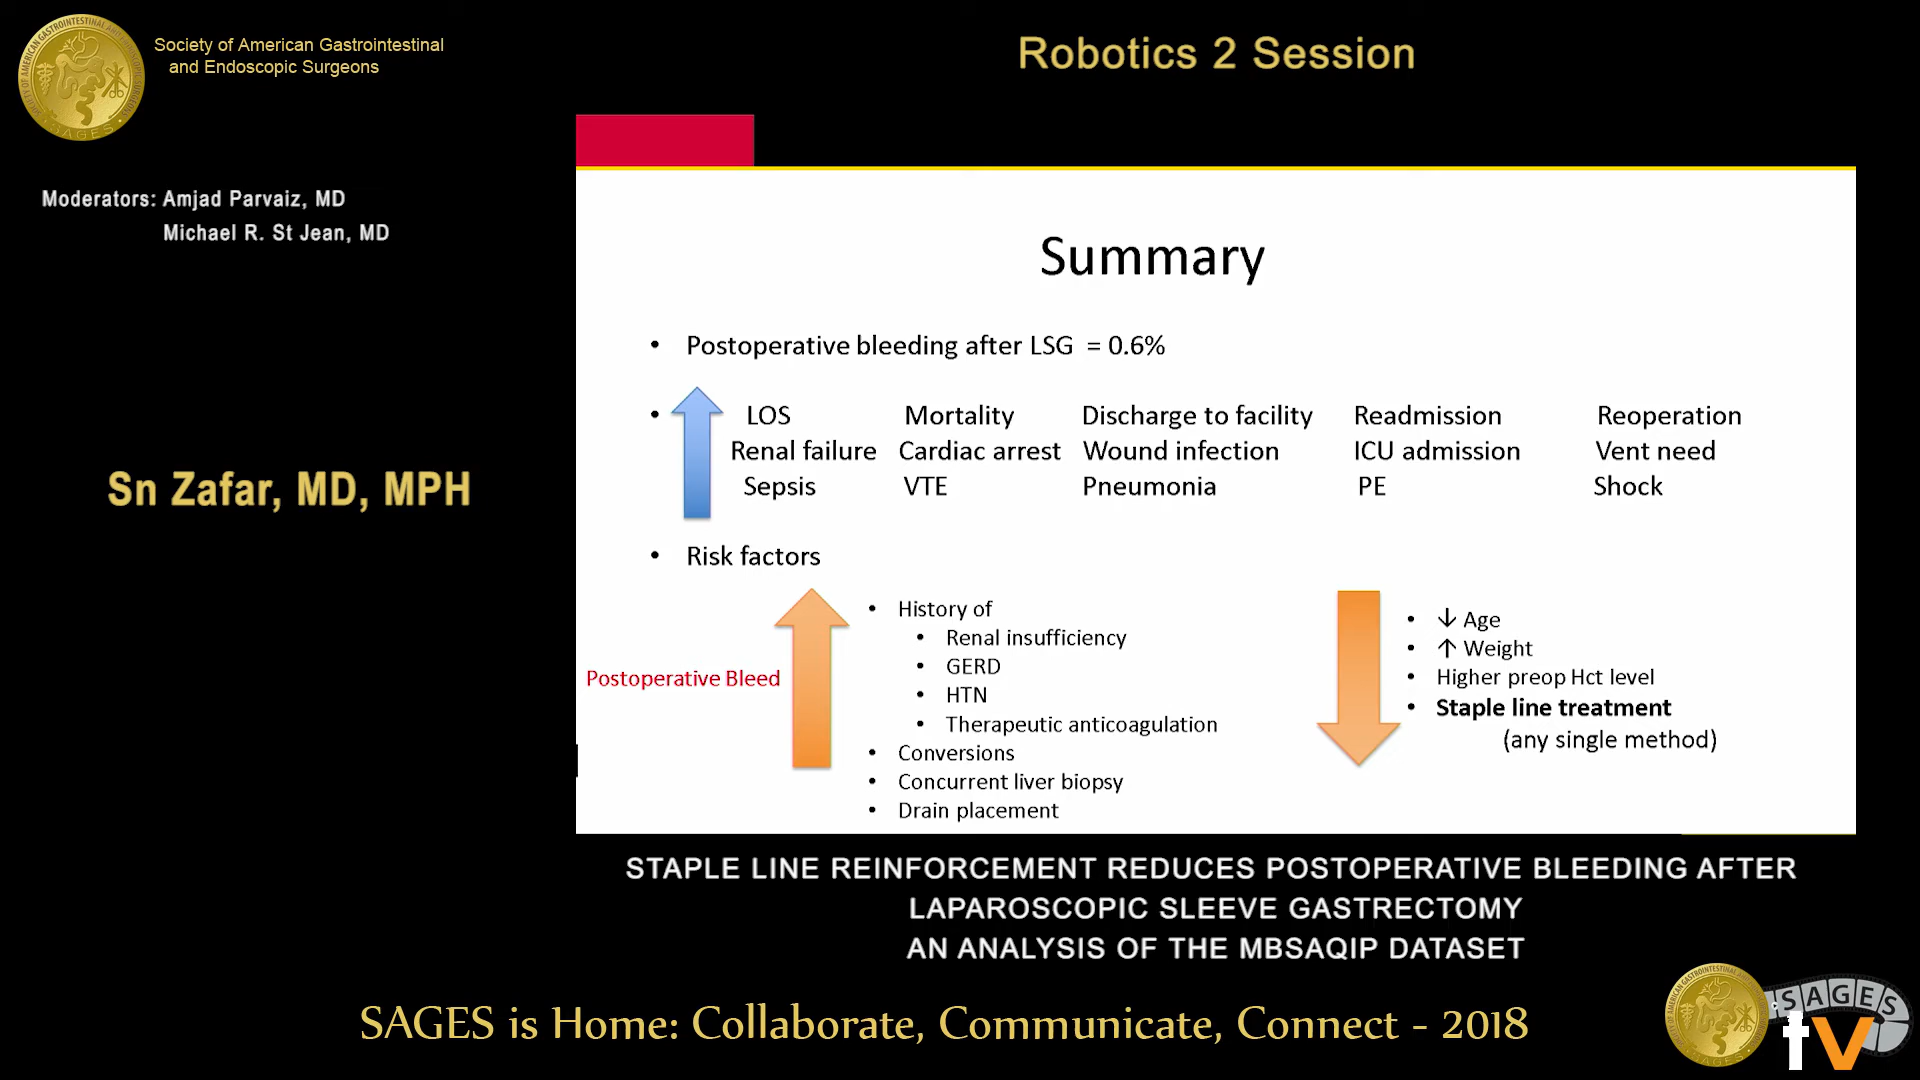 Society of American Gastrointestinal
and Endoscopic Surgeons
Robotics 2 Session
Moderators: Amjad Parvaiz, MD
Michael R. St Jean, MD
Sn Zafar, MD, MPH
Summary
• Postoperative bleeding after LSG = 0.6%
• LOS Mortality Discharge to facility Readmission Reoperation
Renal failure Cardiac arrest Wound infection ICU admission Vent need
Sepsis VTE Pneumonia PE Shock
• Risk factors
Postoperative Bleed
• History of
• Renal insufficiency
• GERD
• HTN
• Therapeutic anticoagulation
• Conversions
• Concurrent liver biopsy
• Drain placement
• ↓ Age
• ↑ Weight
• Higher preop Hct level
• Staple line treatment
(any single method)
STAPLE LINE REINFORCEMENT REDUCES POSTOPERATIVE BLEEDING AFTER
LAPAROSCOPIC SLEEVE GASTRECTOMY
AN ANALYSIS OF THE MBSAQIP DATASET
SAGES is Home: Collaborate, Communicate, Connect - 2018
SAGES
tv